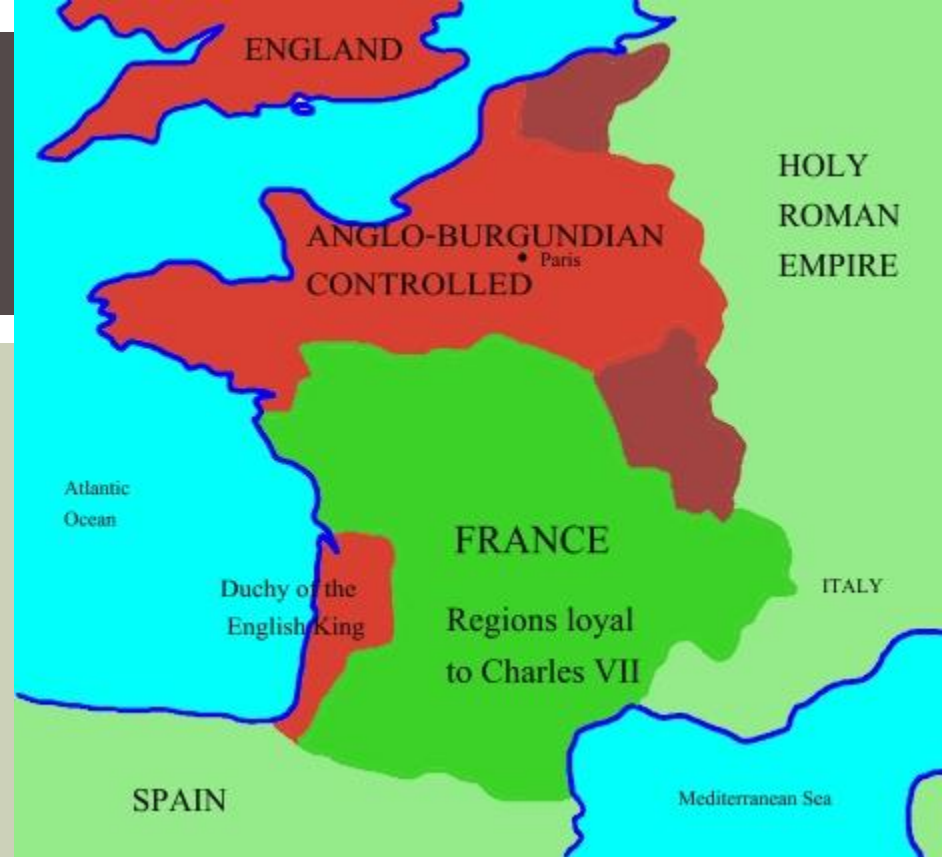 ENGLAND
HOLY
ROMAN
EMPIRE
ANGLO-BURGUNDIAN
Paris
CONTROLLED
Atlantic
Ocean
FRANCE
Duchy of the
English King
ITALY
Regions loyal
to Charles VII
SPAIN
Mediterranean Sea